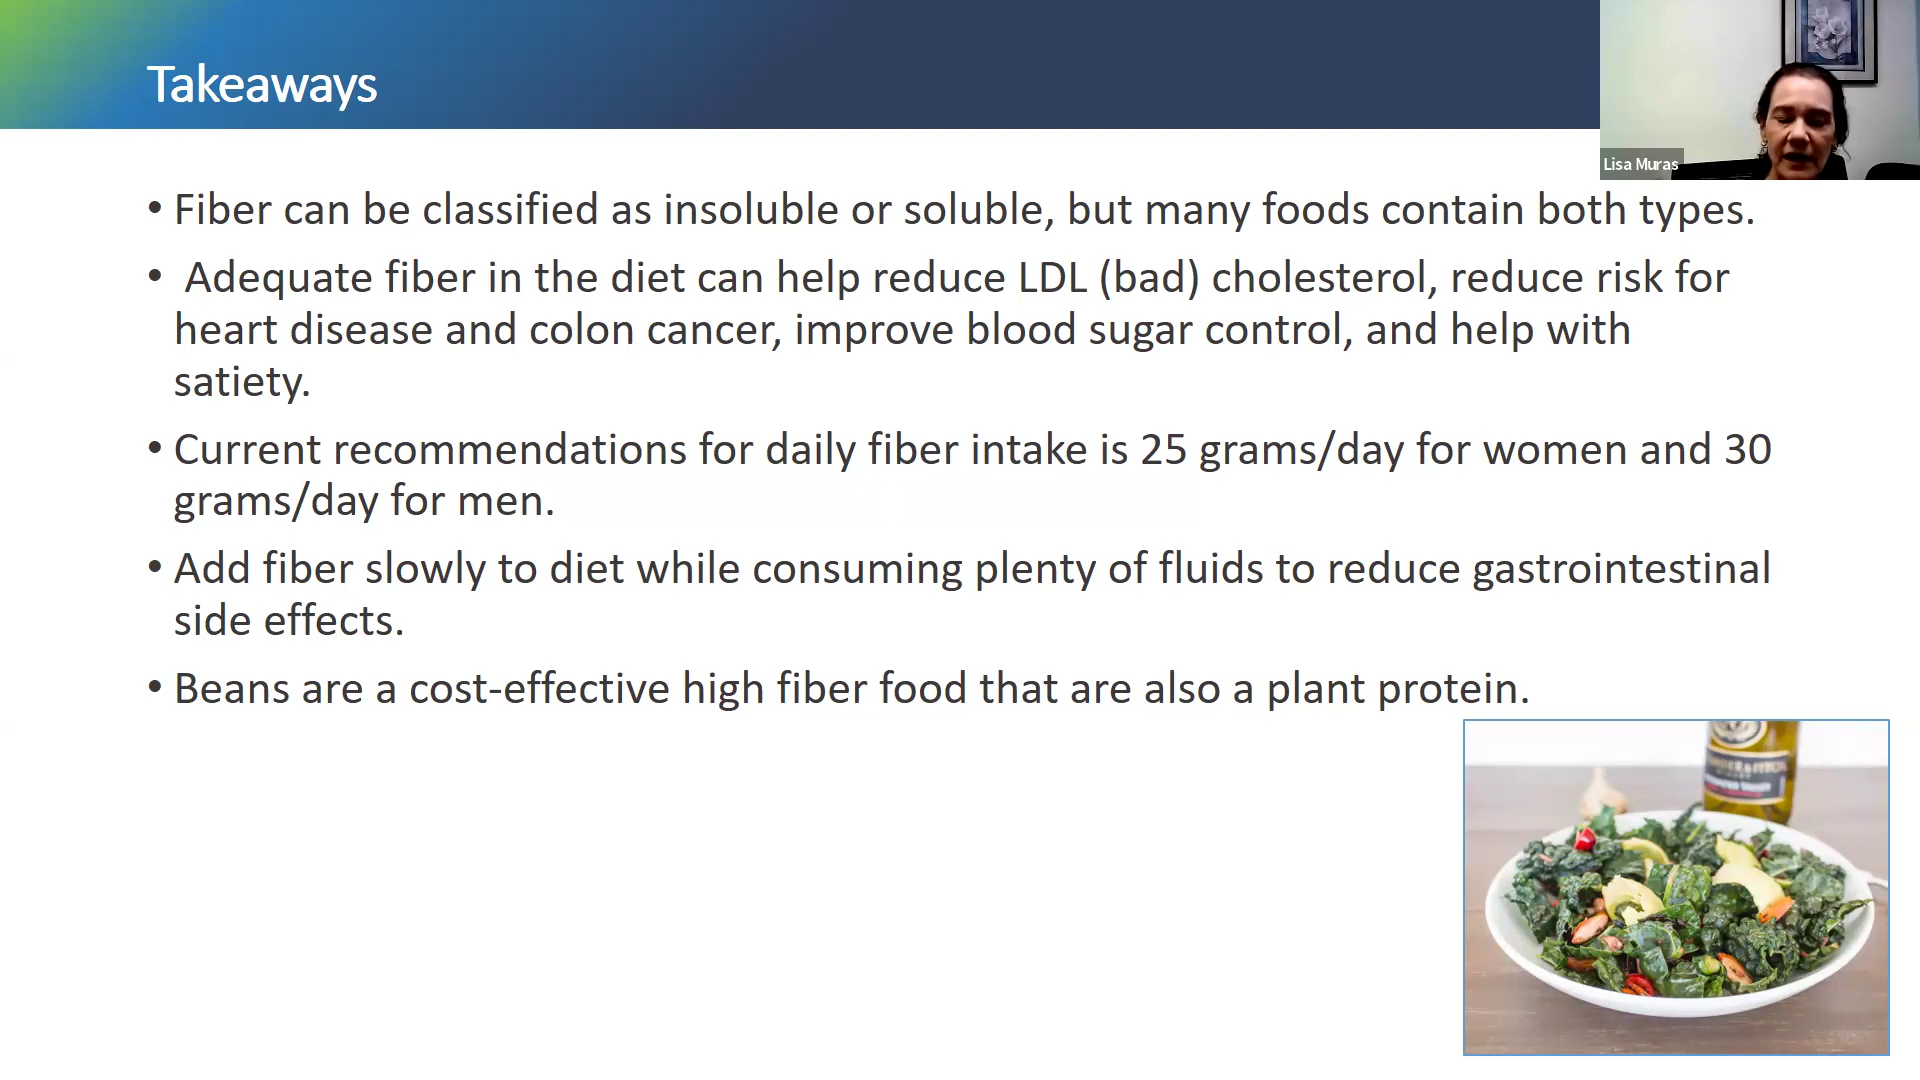 Takeaways
Lisa Muras
• Fiber can be classified as insoluble or soluble, but many foods contain both types.
• Adequate fiber in the diet can help reduce LDL (bad) cholesterol, reduce risk for
heart disease and colon cancer, improve blood sugar control, and help with
satiety.
• Current recommendations for daily fiber intake is 25 grams/day for women and 30
grams/day for men.
• Add fiber slowly to diet while consuming plenty of fluids to reduce gastrointestinal
side effects.
• Beans are a cost-effective high fiber food that are also a plant protein.